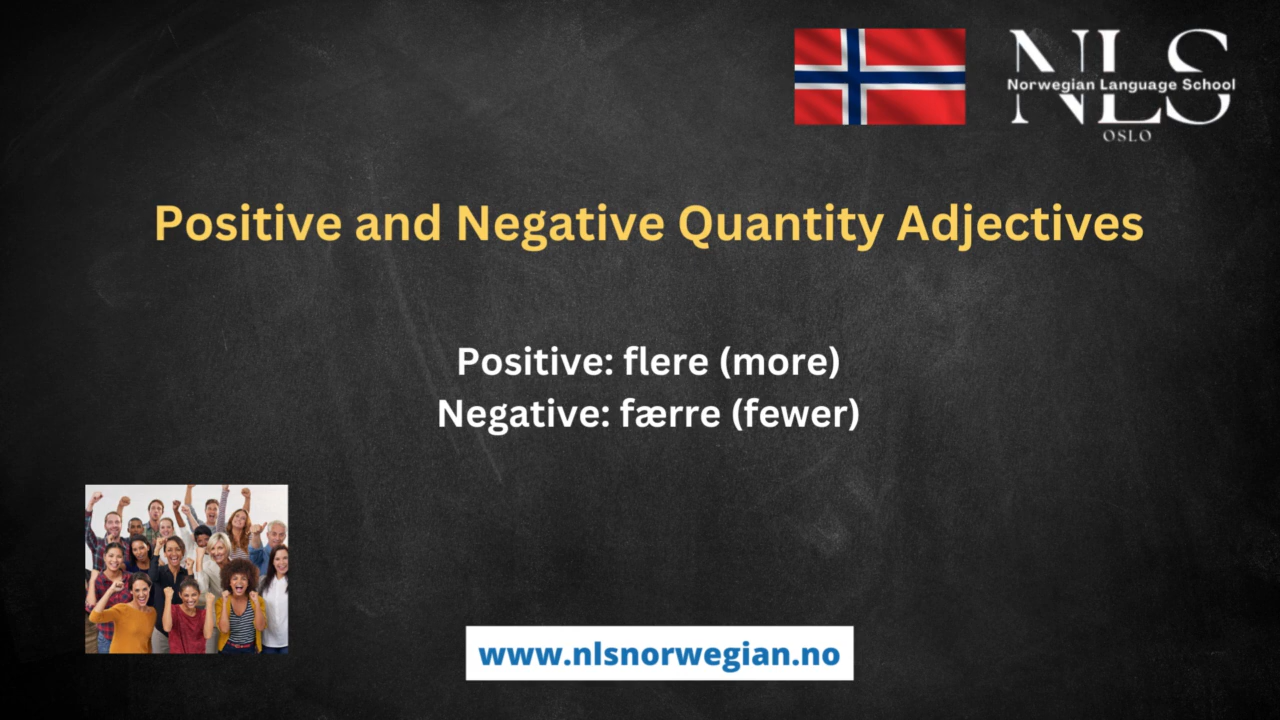 NLS
Norwegian Language School
OSLO
Positive and Negative Quantity Adjectives
Positive: flere (more)
Negative: færre (fewer)
www.nlsnorwegian.no